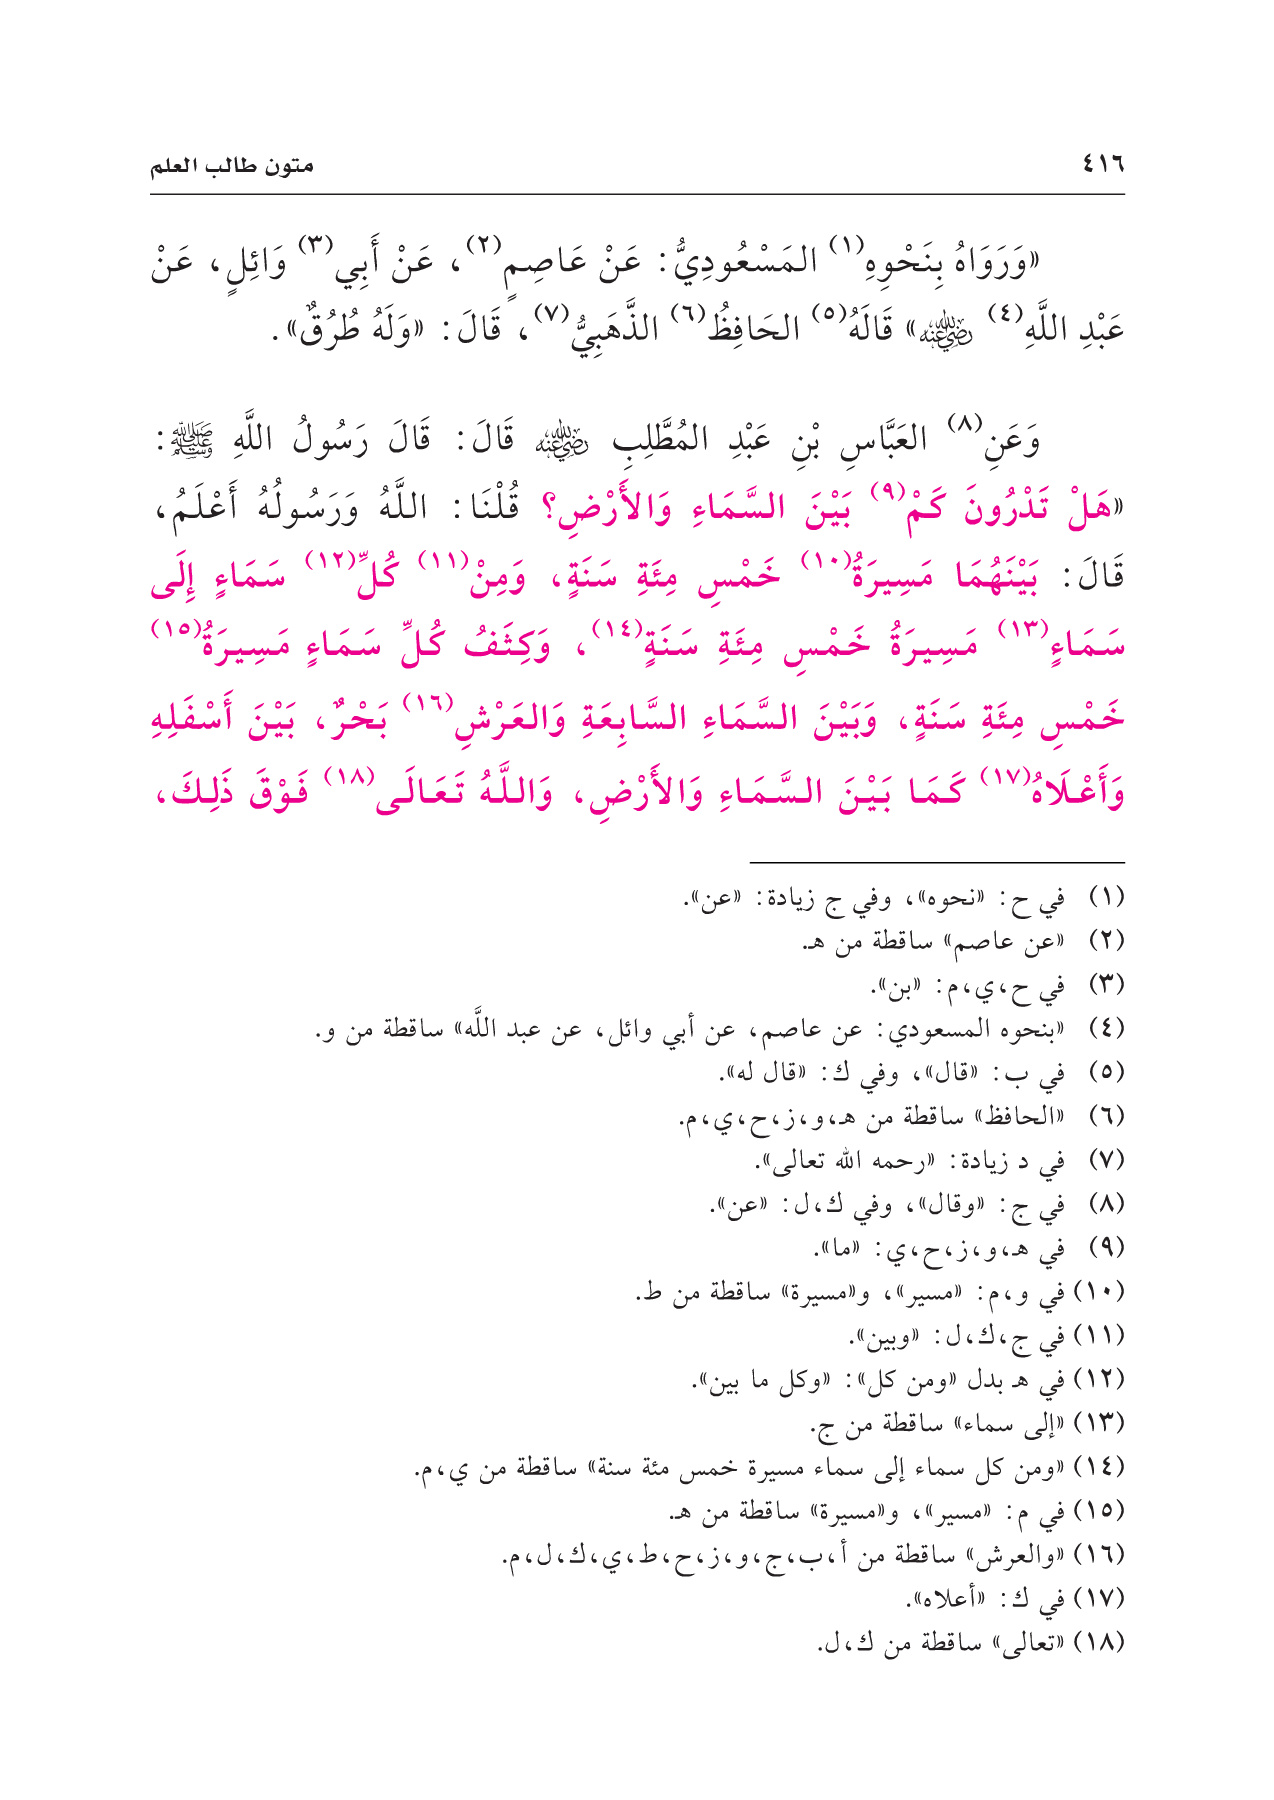 ٤١٦ متون طالب العلم
«وَرَوَاهُ بِنَحْوِهِ(١) المَسْعُودِيُّ: عَنْ عَاصِمٍ(٢)، عَنْ أَبِي(٣) وَائِلٍ، عَنْ
عَبْدِ اللَّهِ(٤) رضي الله عنه» قَالَهُ(٥) الحَافِظُ(٦) الذَّهَبِيُّ(٧)، قَالَ: «وَلَهُ طُرُقٌ».
وَعَنِ(٨) العَبَّاسِ بْنِ عَبْدِ المُطَّلِبِ رضي الله عنه قَالَ: قَالَ رَسُولُ اللَّهِ ﷺ:
«هَلْ تَدْرُونَ كَمْ(٩) بَيْنَ السَّمَاءِ وَالأَرْضِ؟ قُلْنَا: اللَّهُ وَرَسُولُهُ أَعْلَمُ،
قَالَ: بَيْنَهُمَا مَسِيرَةُ(١٠) خَمْسِ مِئَةِ سَنَةٍ، وَمِنْ(١١) كُلِّ(١٢) سَمَاءٍ إِلَى
سَمَاءٍ(١٣) مَسِيرَةُ خَمْسِ مِئَةِ سَنَةٍ(١٤)، وَكِثَفُ كُلِّ سَمَاءٍ مَسِيرَةُ(١٥)
خَمْسِ مِئَةِ سَنَةٍ، وَبَيْنَ السَّمَاءِ السَّابِعَةِ وَالعَرْشِ(١٦) بَحْرٌ، بَيْنَ أَسْفَلِهِ
وَأَعْلَاهُ(١٧) كَمَا بَيْنَ السَّمَاءِ وَالأَرْضِ، وَاللَّهُ تَعَالَى(١٨) فَوْقَ ذَلِكَ،
(١) في ح: «نحوه»، وفي ج زيادة: «عن».
(٢) «عن عاصم» ساقطة من هـ.
(٣) في ح،ي،م: «بن».
(٤) «بنحوه المسعودي: عن عاصم، عن أبي وائل، عن عبد اللَّه» ساقطة من و.
(٥) في ب: «قال»، وفي ك: «قال له».
(٦) «الحافظ» ساقطة من هـ،و،ز،ح،ي،م.
(٧) في د زيادة: «رحمه الله تعالى».
(٨) في ج: «وقال»، وفي ك،ل: «عن».
(٩) في هـ،و،ز،ح،ي: «ما».
(١٠) في و،م: «مسير»، و«مسيرة» ساقطة من ط.
(١١) في ج،ك،ل: «وبين».
(١٢) في هـ بدل «ومن كل»: «وكل ما بين».
(١٣) «إلى سماء» ساقطة من ج.
(١٤) «ومن كل سماء إلى سماء مسيرة خمس مئة سنة» ساقطة من ي،م.
(١٥) في م: «مسير»، و«مسيرة» ساقطة من هـ.
(١٦) «والعرش» ساقطة من أ،ب،ج،و،ز،ح،ط،ي،ك،ل،م.
(١٧) في ك: «أعلاه».
(١٨) «تعالى» ساقطة من ك،ل.